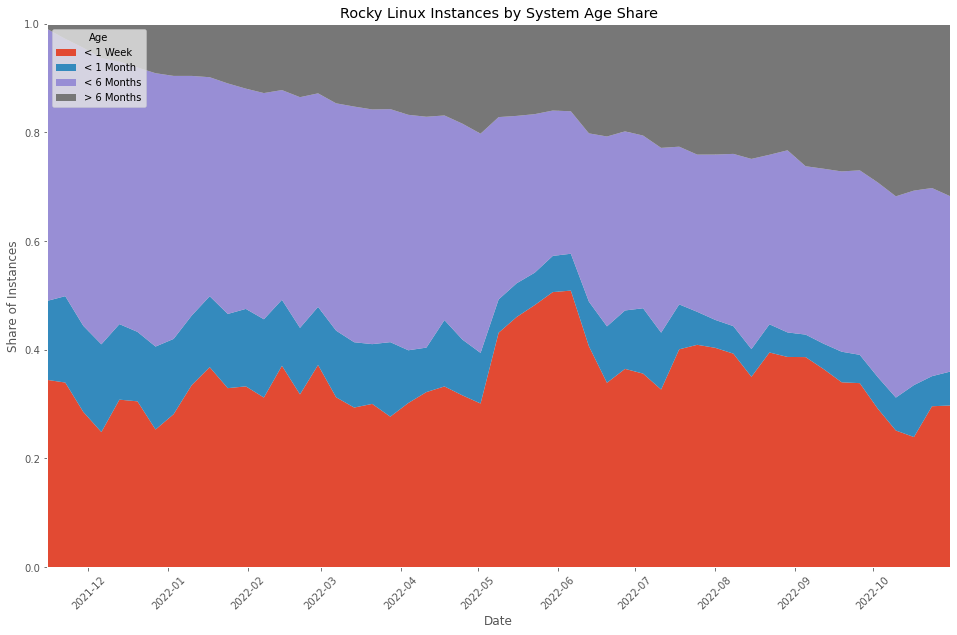 Rocky Linux Instances by System Age Share
Age
< 1 Week
< 1 Month
< 6 Months
> 6 Months
Share of Instances
1.0
0.8
0.6
0.4
0.2
0.0
2021-12
2022-01
2022-02
2022-03
2022-04
2022-05
2022-06
2022-07
2022-08
2022-09
2022-10
Date